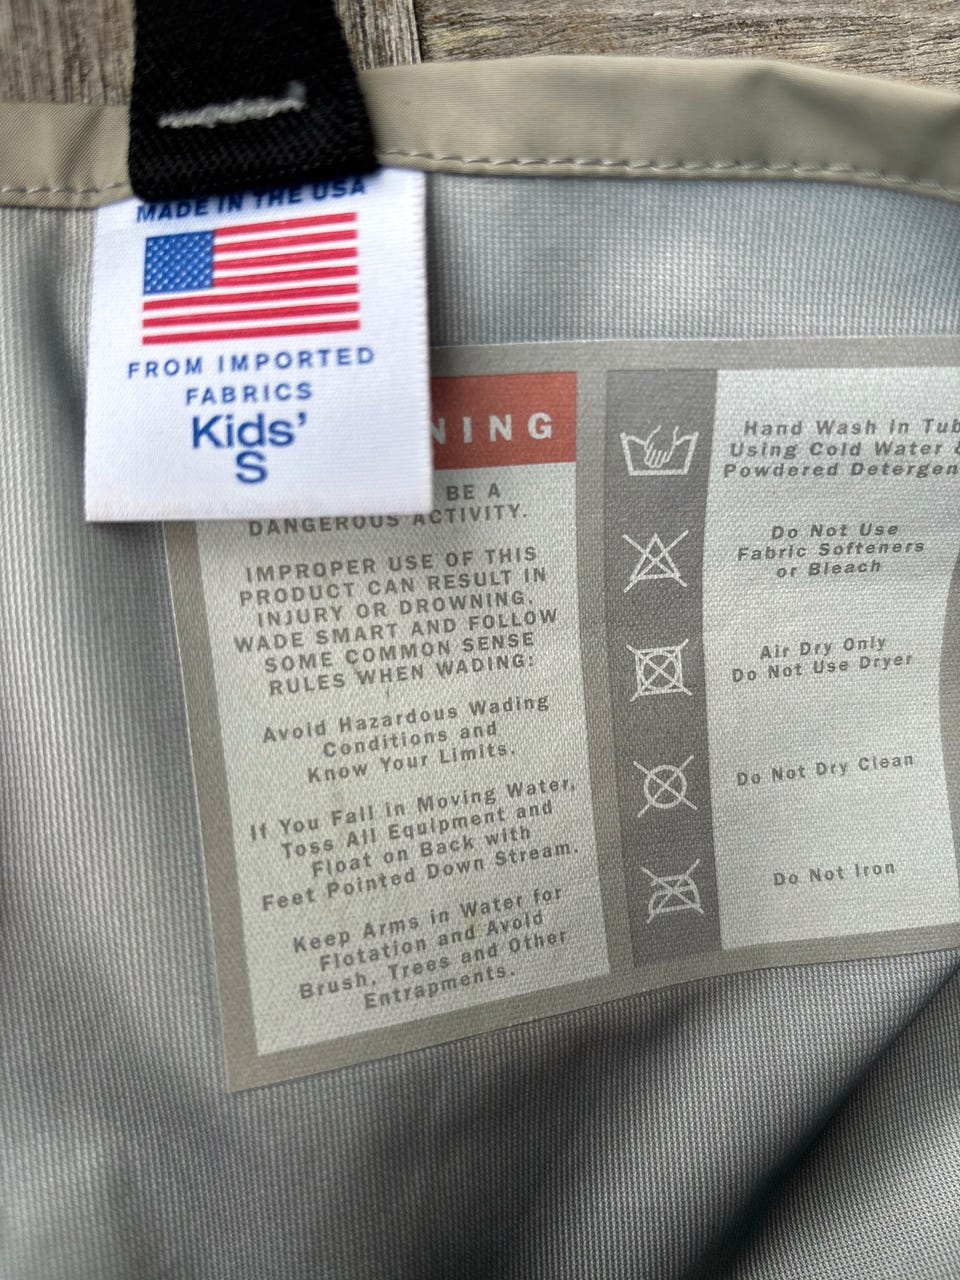 MADE IN THE USA
FROM IMPORTED
FABRICS
Kids'
S
NING
BE A
DANGEROUS ACTIVITY.
IMPROPER USE OF THIS
PRODUCT CAN RESULT IN
INJURY OR DROWNING.
WADE SMART AND FOLLOW
SOME COMMON SENSE
RULES WHEN WADING:
Avoid Hazardous Wading
Conditions and
Know Your Limits.
If You Fall in Moving Water,
Toss All Equipment and
Float on Back with
Feet Pointed Down Stream.
Keep Arms in Water for
Flotation and Avoid
Brush, Trees and Other
Entrapments.
Hand Wash in Tub
Using Cold Water &
Powdered Detergen
Do Not Use
Fabric Softeners
or Bleach
Air Dry Only
Do Not Use Dryer
Do Not Dry Clean
Do Not Iron